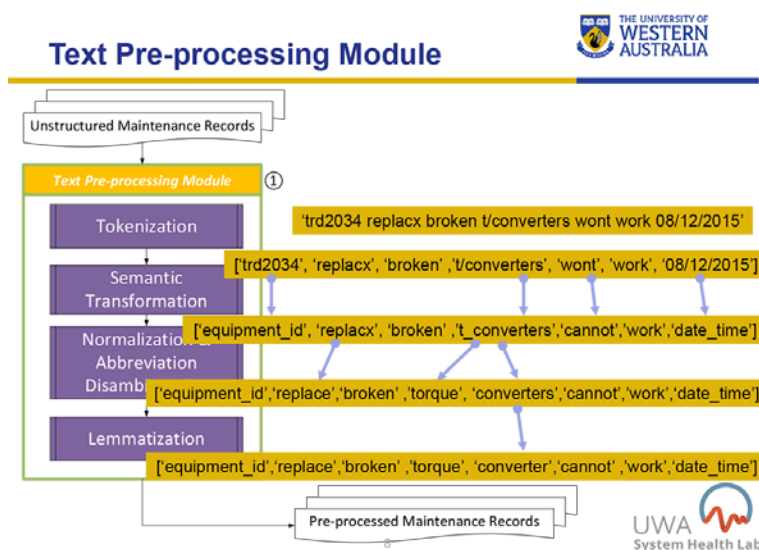 Text Pre-processing Module
THE UNIVERSITY OF
WESTERN
AUSTRALIA
Unstructured Maintenance Records
Text Pre-processing Module
①
Tokenization
'trd2034 replacx broken t/converters wont work 08/12/2015'
['trd2034', 'replacx', 'broken' ,'t/converters', 'wont', 'work', '08/12/2015']
Semantic
Transformation
['equipment_id', 'replacx', 'broken' ,'t_converters','cannot','work','date_time']
Normalization
Abbreviation
['equipment_id','replace','broken' ,'torque', 'converters','cannot','work','date_time']
Lemmatization
['equipment_id','replace','broken' ,'torque', 'converter','cannot' ,'work','date_time']
Pre-processed Maintenance Records
8
UWA
System Health Lab